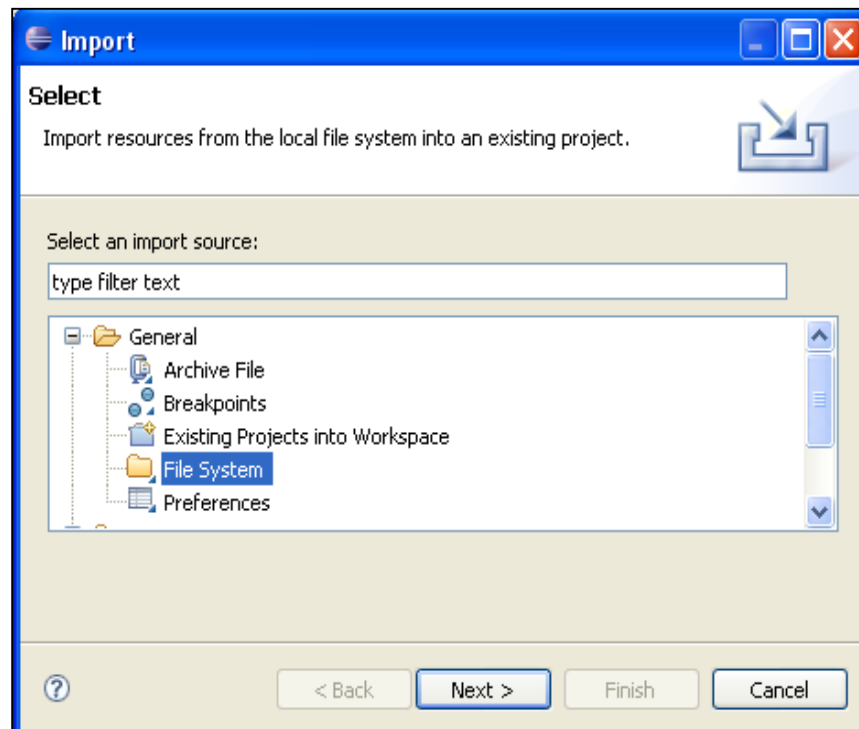 Import
Select
Import resources from the local file system into an existing project.
Select an import source:
type filter text
General
Archive File
Breakpoints
Existing Projects into Workspace
File System
Preferences
?
< Back
Next >
Finish
Cancel